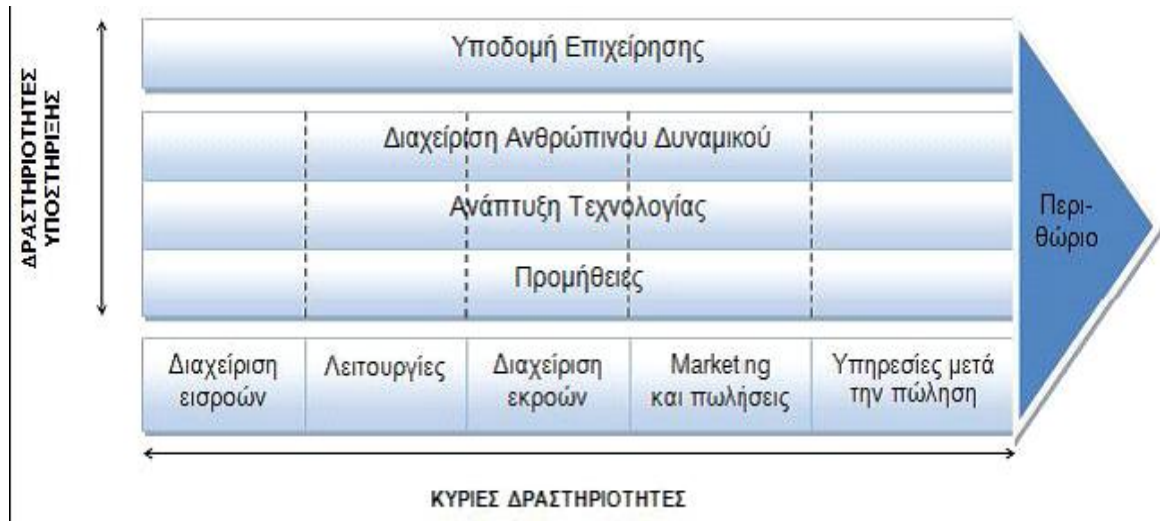 ΔΡΑΣΤΗΡΙΟΤΗΤΕΣ
ΥΠΟΣΤΗΡΙΞΗΣ
Υποδομή Επιχείρησης
Διαχείριση Ανθρώπινου Δυναμικού
Ανάπτυξη Τεχνολογίας
Προμήθειες
Διαχείριση
εισροών
Λειτουργίες
Διαχείριση
εκροών
Marketing
και πωλήσεις
Υπηρεσίες μετά
την πώληση
Περι-
θώριο
ΚΥΡΙΕΣ ΔΡΑΣΤΗΡΙΟΤΗΤΕΣ